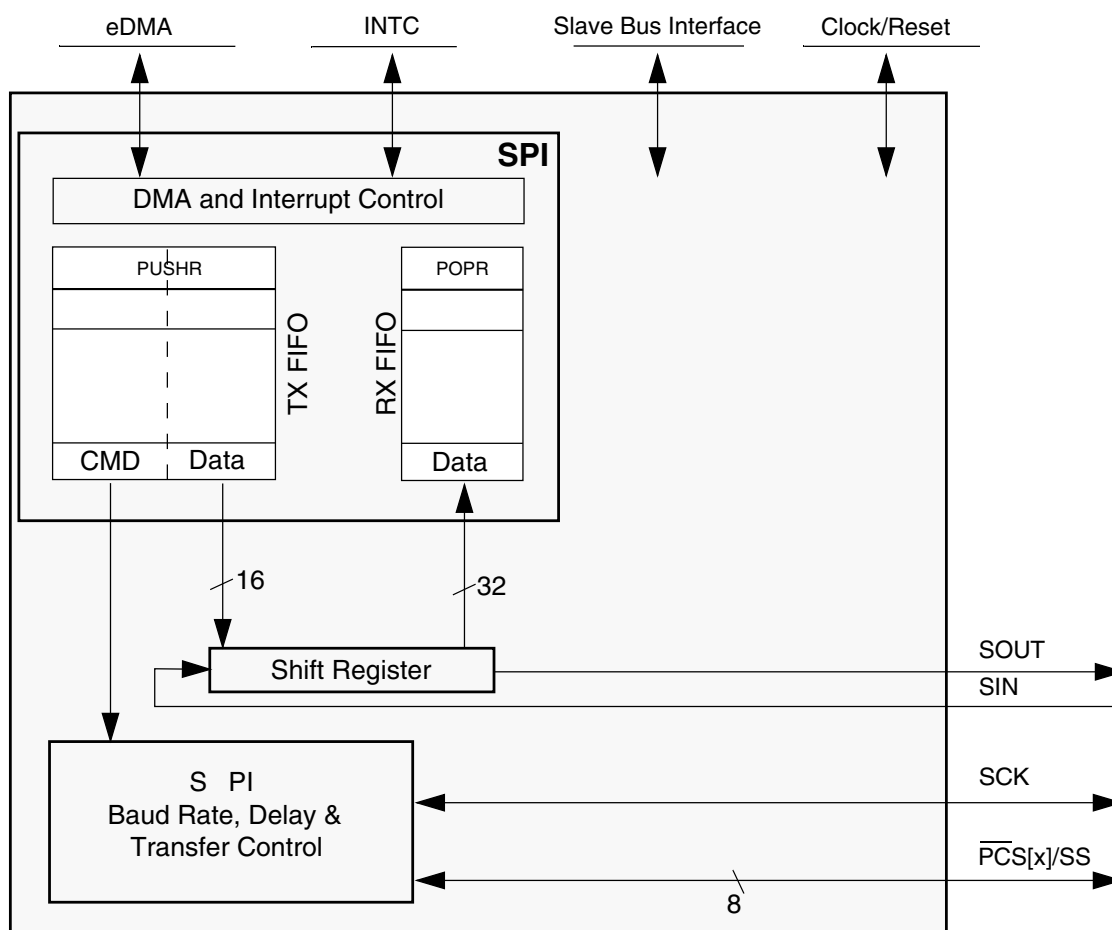 eDMA
INTC
Slave Bus Interface
Clock/Reset
SPI
DMA and Interrupt Control
PUSHR
POPR
TX FIFO
RX FIFO
CMD
Data
Data
16
32
Shift Register
SOUT
SIN
S PI
Baud Rate, Delay &
Transfer Control
SCK
PCS[x]/SS
8